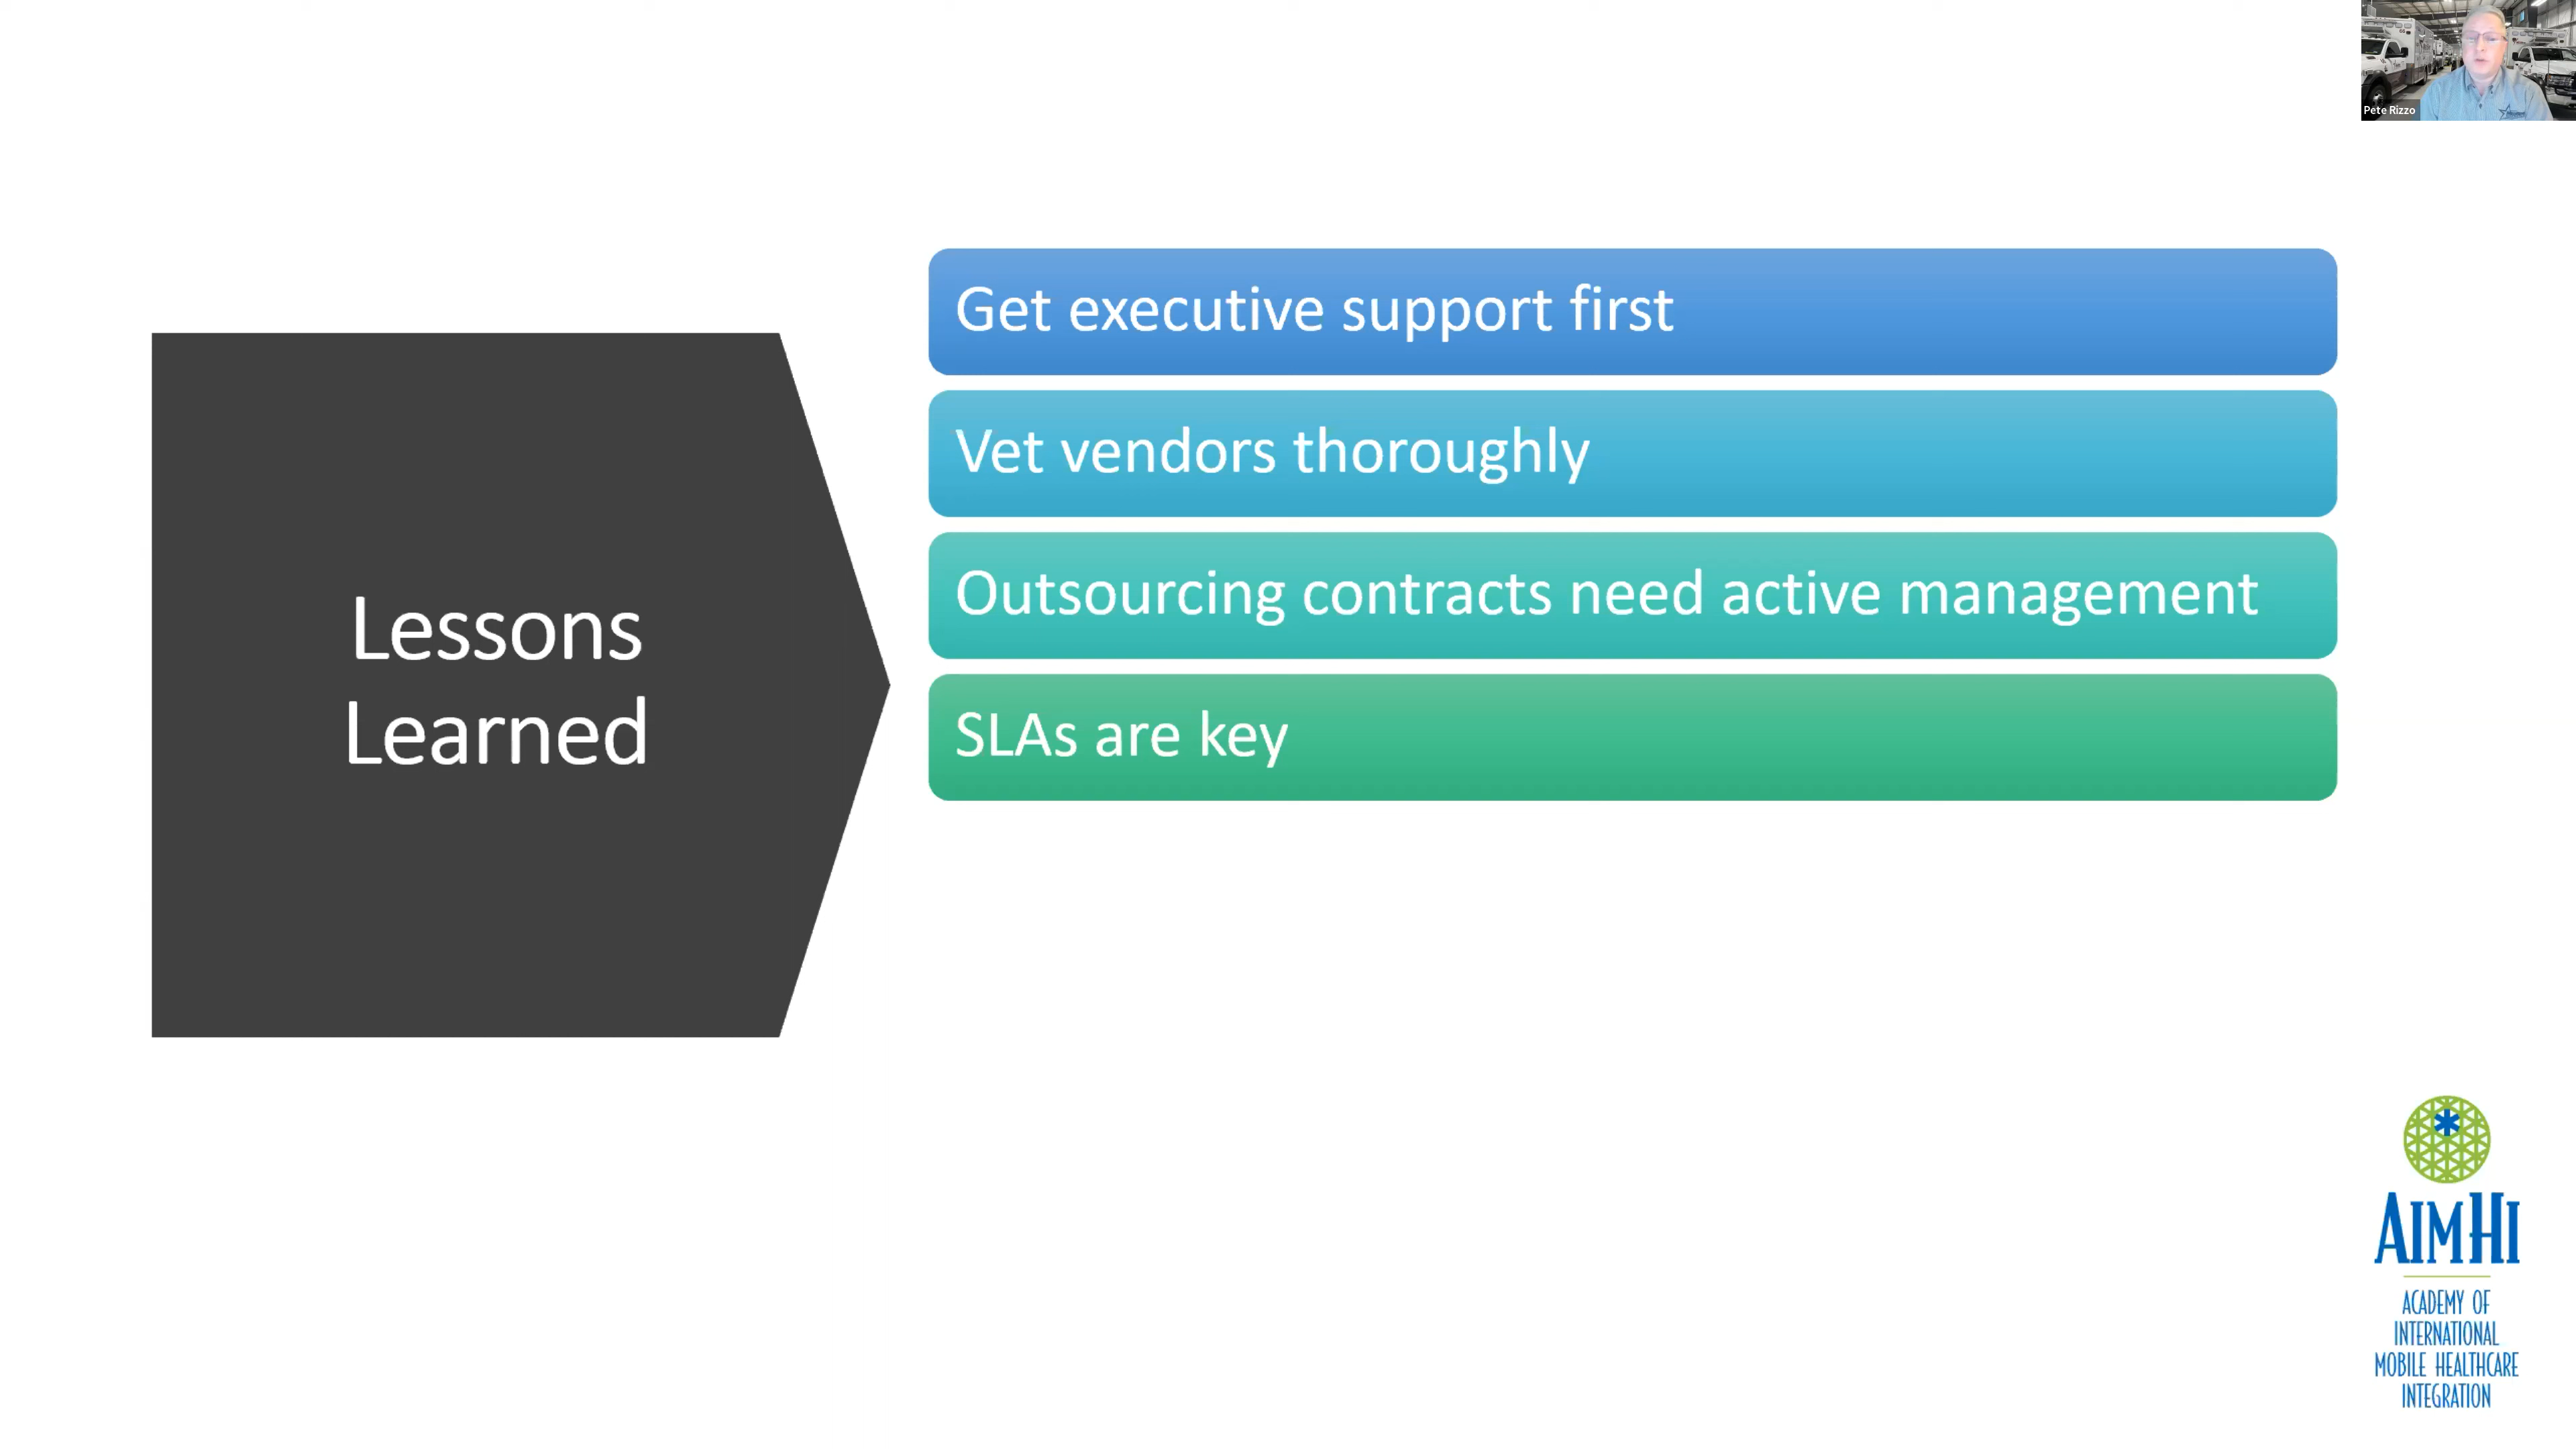 Pete Rizzo
Lessons
Learned
Get executive support first
Vet vendors thoroughly
Outsourcing contracts need active management
SLAs are key
AIMHI
ACADEMY OF
INTERNATIONAL
MOBILE HEALTHCARE
INTEGRATION